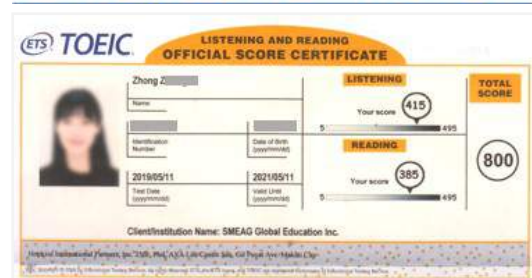 ETS TOEIC
LISTENING AND READING
OFFICIAL SCORE CERTIFICATE
Zhong Z
Name
Identification
Number
Date of Birth
(yyyy/mm/dd)
2019/05/11
Test Date
(yyyy/mm/dd)
2021/05/11
Valid Until
(yyyy/mm/dd)
LISTENING
Your score
415
5
495
READING
Your score
385
5
495
TOTAL
SCORE
800
Client/Institution Name: SMEAG Global Education Inc.